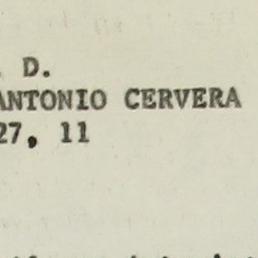 . D.
ANTONIO CERVERA
27, 11